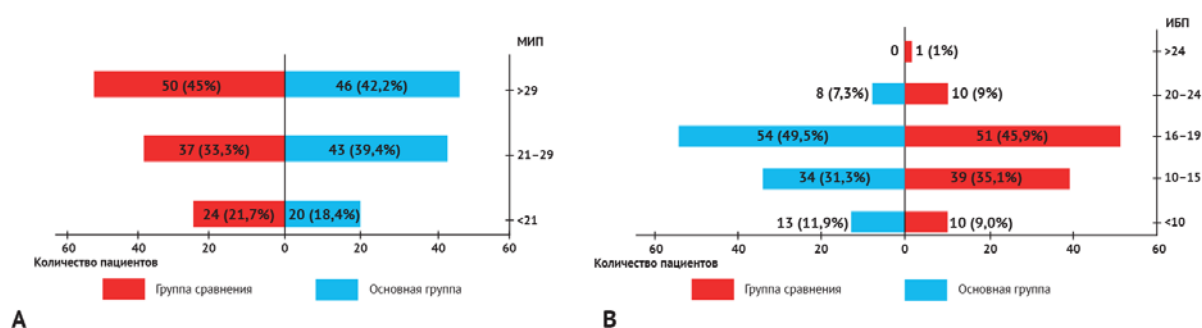 МИП
50 (45%) 46 (42,2%) >29
37 (33,3%) 43 (39,4%) 21–29
24 (21,7%) 20 (18,4%) <21
60 40 20 0 20 40 60
Количество пациентов
Группа сравнения Основная группа
А
ИБП
0 1 (1%) >24
8 (7,3%) 10 (9%) 20–24
54 (49,5%) 51 (45,9%) 16–19
34 (31,3%) 39 (35,1%) 10–15
13 (11,9%) 10 (9,0%) <10
60 40 20 0 20 40 60
Количество пациентов
Группа сравнения Основная группа
В